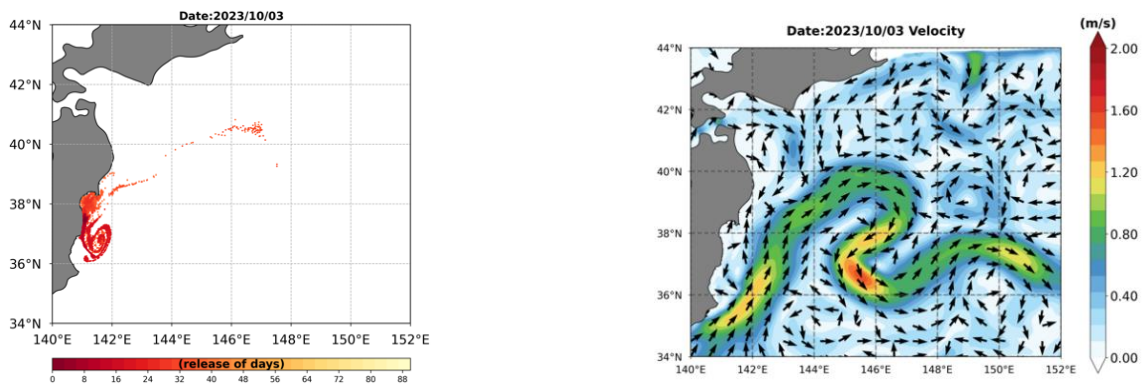 Date:2023/10/03
44°N
42°N
40°N
38°N
36°N
34°N
140°E 142°E 144°E 146°E 148°E 150°E 152°E
(release of days)
0 8 16 24 32 40 48 56 64 72 80 88
(m/s)
Date:2023/10/03 Velocity
44°N
42°N
40°N
38°N
36°N
34°N
140°E 142°E 144°E 146°E 148°E 150°E 152°E
2.00
1.60
1.20
0.80
0.40
0.00